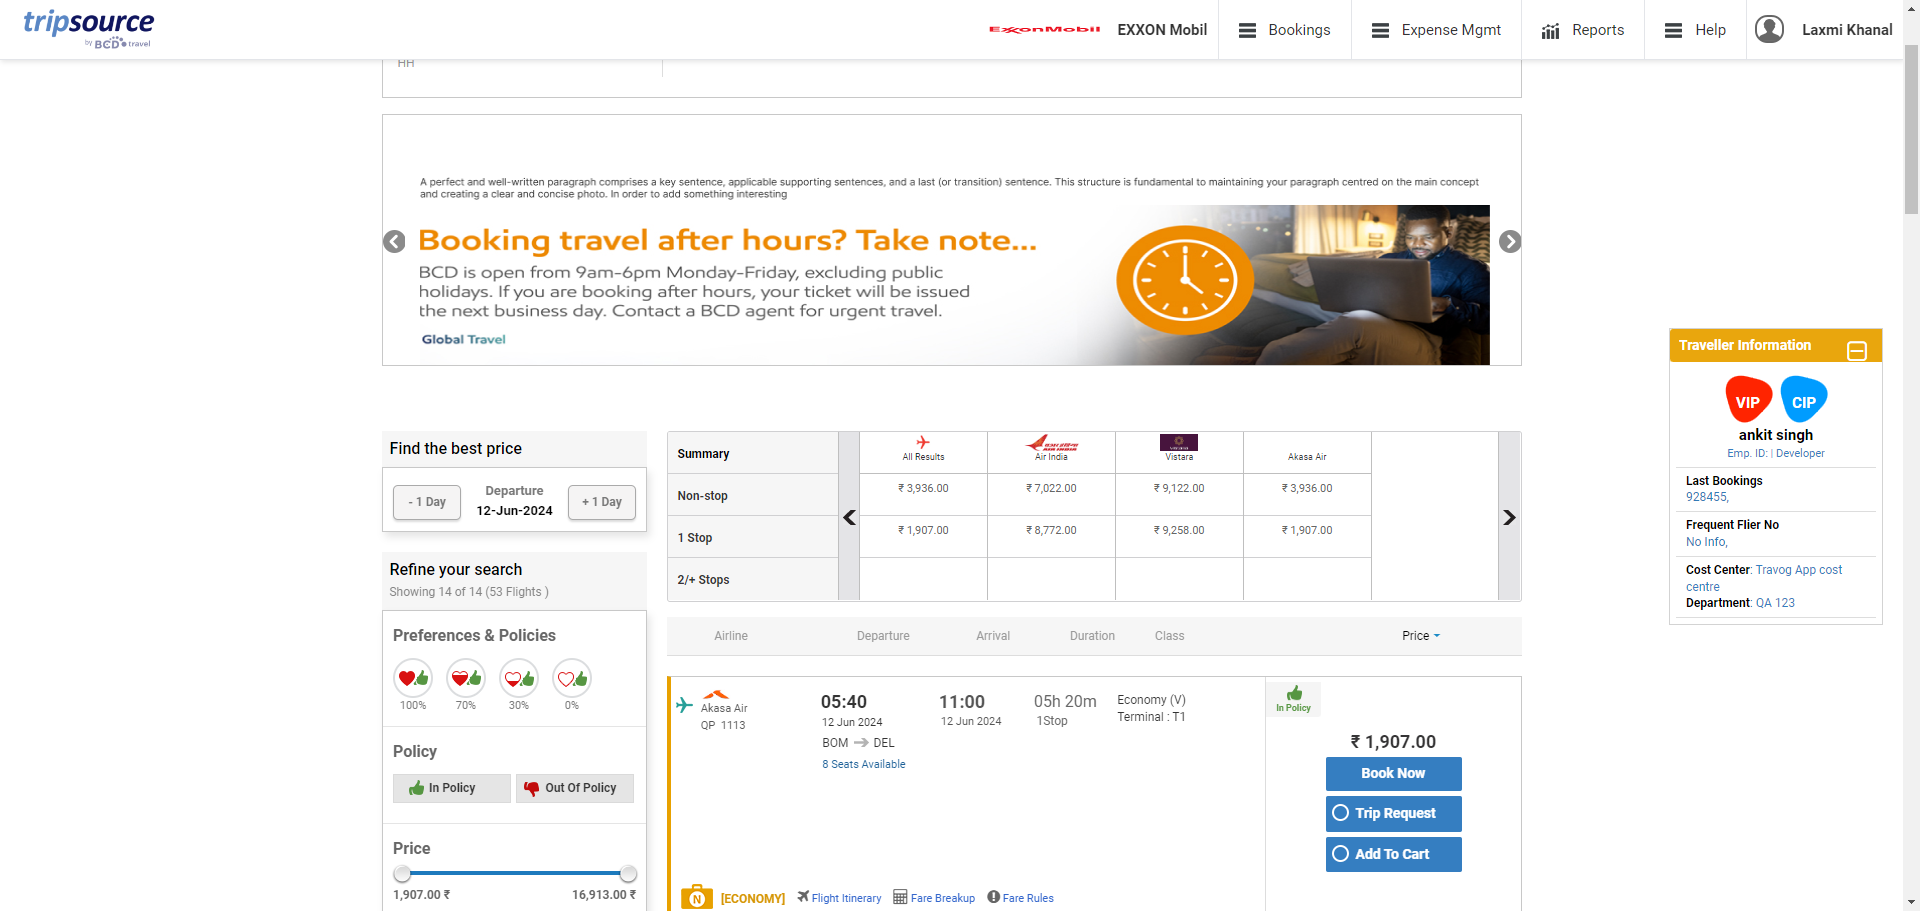 tripsource
by BCD travel
ExxonMobil
EXXON Mobil
Bookings
Expense Mgmt
Reports
Help
Laxmi Khanal
HH
A perfect and well-written paragraph comprises a key sentence, applicable supporting sentences, and a last (or transition) sentence. This structure is fundamental to maintaining your paragraph centred on the main concept
and creating a clear and concise photo. In order to add something interesting
Booking travel after hours? Take note...
BCD is open from 9am-6pm Monday-Friday, excluding public
holidays. If you are booking after hours, your ticket will be issued
the next business day. Contact a BCD agent for urgent travel.
Global Travel
Traveller Information
VIP CIP
ankit singh
Emp. ID: | Developer
Last Bookings
928455,
Frequent Flier No
No Info,
Cost Center: Travog App cost
centre
Department: QA 123
Find the best price
- 1 Day
Departure
12-Jun-2024
+ 1 Day
Refine your search
Showing 14 of 14 (53 Flights )
Preferences & Policies
100% 70% 30% 0%
Policy
In Policy
Out Of Policy
Price
1,907.00 ₹ 16,913.00 ₹
Summary All Results Air India Vistara Akasa Air
Non-stop ₹ 3,936.00 ₹ 7,022.00 ₹ 9,122.00 ₹ 3,936.00
1 Stop ₹ 1,907.00 ₹ 8,772.00 ₹ 9,258.00 ₹ 1,907.00
2/+ Stops
Airline Departure Arrival Duration Class Price
Akasa Air
QP 1113
05:40
12 Jun 2024
BOM DEL
8 Seats Available
11:00
12 Jun 2024
05h 20m
1Stop
Economy (V)
Terminal : T1
In Policy
₹ 1,907.00
Book Now
Trip Request
Add To Cart
N [ECONOMY] Flight Itinerary Fare Breakup Fare Rules